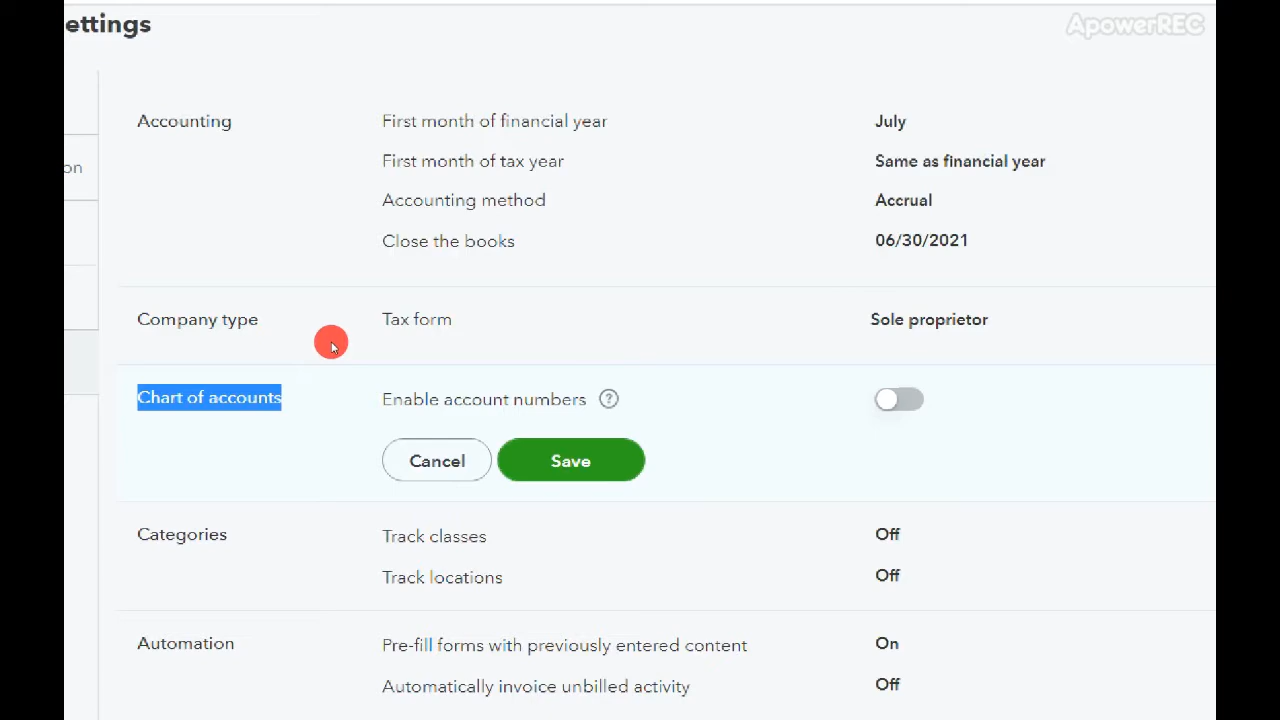 ettings
ApowerREC
Accounting
First month of financial year
July
on
First month of tax year
Same as financial year
Accounting method
Accrual
Close the books
06/30/2021
Company type
Tax form
Sole proprietor
Chart of accounts
Enable account numbers ?
Cancel
Save
Categories
Track classes
Off
Track locations
Off
Automation
Pre-fill forms with previously entered content
On
Automatically invoice unbilled activity
Off